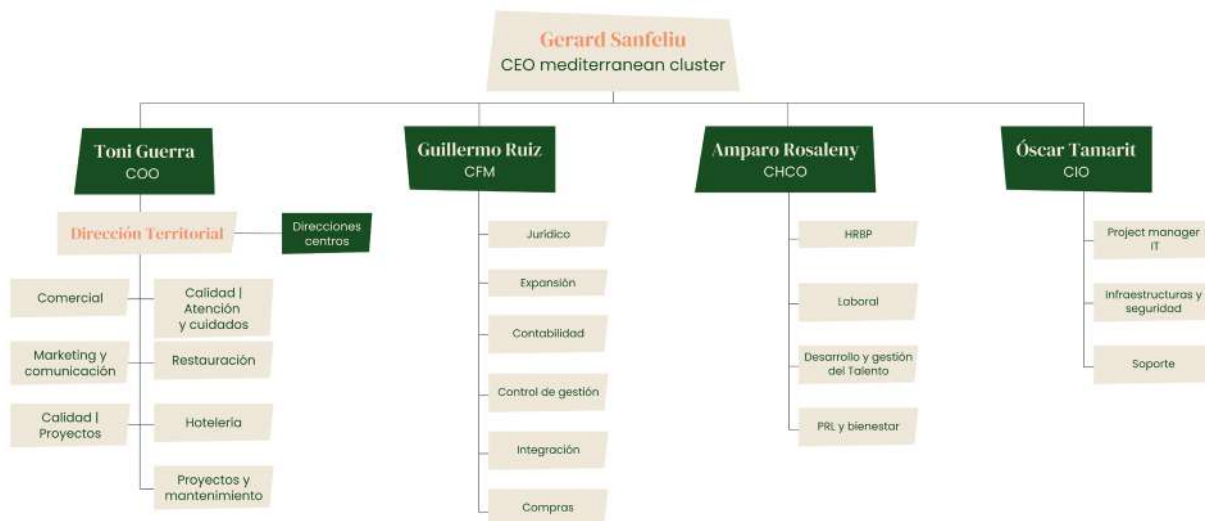 Gerard Sanfeliu
CEO mediterranean cluster
Toni Guerra
COO
Guillermo Ruiz
CFM
Amparo Rosaleny
CHCO
Óscar Tamarit
CIO
Dirección Territorial
Direcciones
centros
Comercial
Calidad |
Atención
y cuidados
Marketing y
comunicación
Restauración
Calidad |
Proyectos
Hotelería
Proyectos y
mantenimiento
Jurídico
Expansión
Contabilidad
Control de gestión
Integración
Compras
HRBP
Laboral
Desarrollo y gestión
del Talento
PRL y bienestar
Project manager
IT
Infraestructuras y
seguridad
Soporte